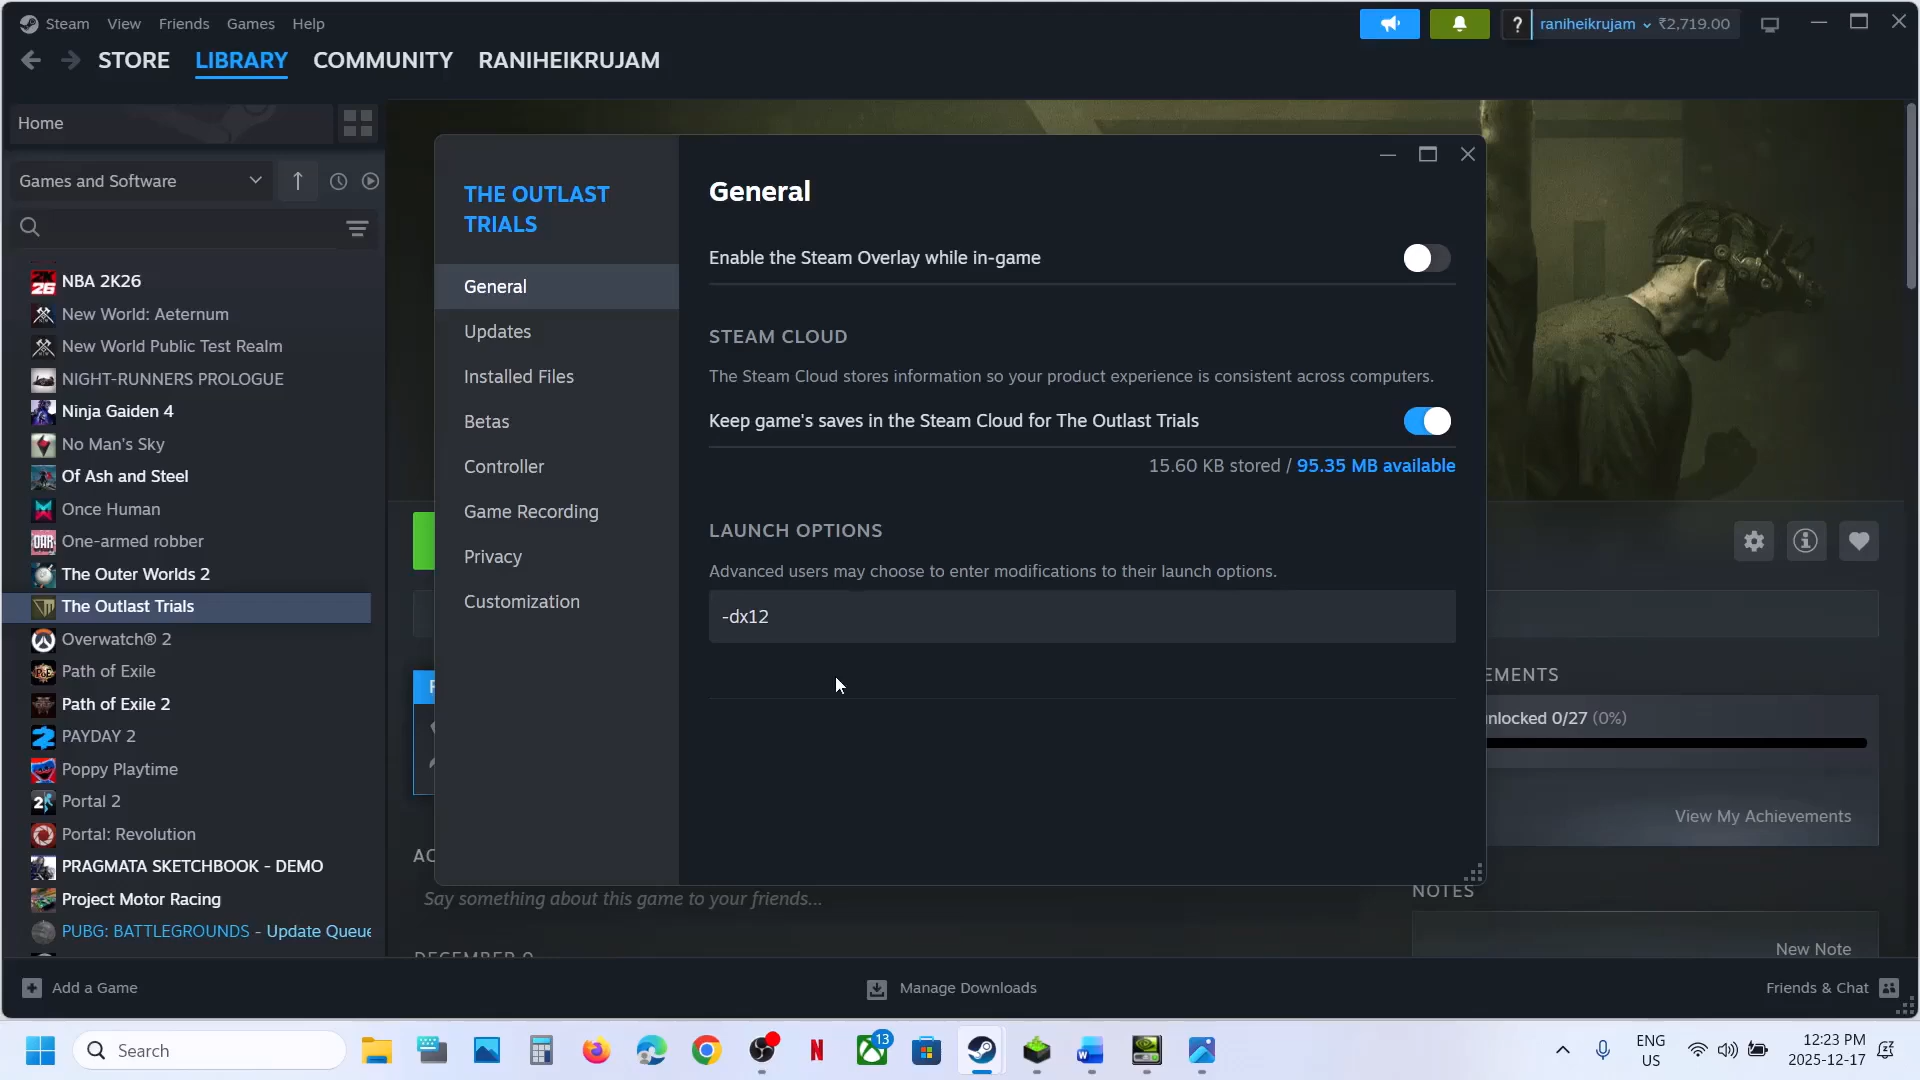 Steam View Friends Games Help
? raniheikrujam ₹2,719.00
STORE LIBRARY COMMUNITY RANIHEIKRUJAM
Home
Games and Software
NBA 2K26
New World: Aeternum
New World Public Test Realm
NIGHT-RUNNERS PROLOGUE
Ninja Gaiden 4
No Man's Sky
Of Ash and Steel
Once Human
One-armed robber
The Outer Worlds 2
The Outlast Trials
Overwatch® 2
Path of Exile
Path of Exile 2
PAYDAY 2
Poppy Playtime
Portal 2
Portal: Revolution
PRAGMATA SKETCHBOOK - DEMO
Project Motor Racing
PUBG: BATTLEGROUNDS - Update Queue
THE OUTLAST
TRIALS
General
Updates
Installed Files
Betas
Controller
Game Recording
Privacy
Customization
General
Enable the Steam Overlay while in-game
STEAM CLOUD
The Steam Cloud stores information so your product experience is consistent across computers.
Keep game's saves in the Steam Cloud for The Outlast Trials
15.60 KB stored / 95.35 MB available
LAUNCH OPTIONS
Advanced users may choose to enter modifications to their launch options.
-dx12
EMENTS
nlocked 0/27 (0%)
View My Achievements
AC
Say something about this game to your friends...
NOTES
New Note
DECEMBER 9
Add a Game
Manage Downloads
Friends & Chat
Search
13
ENG
US
12:23 PM
2025-12-17